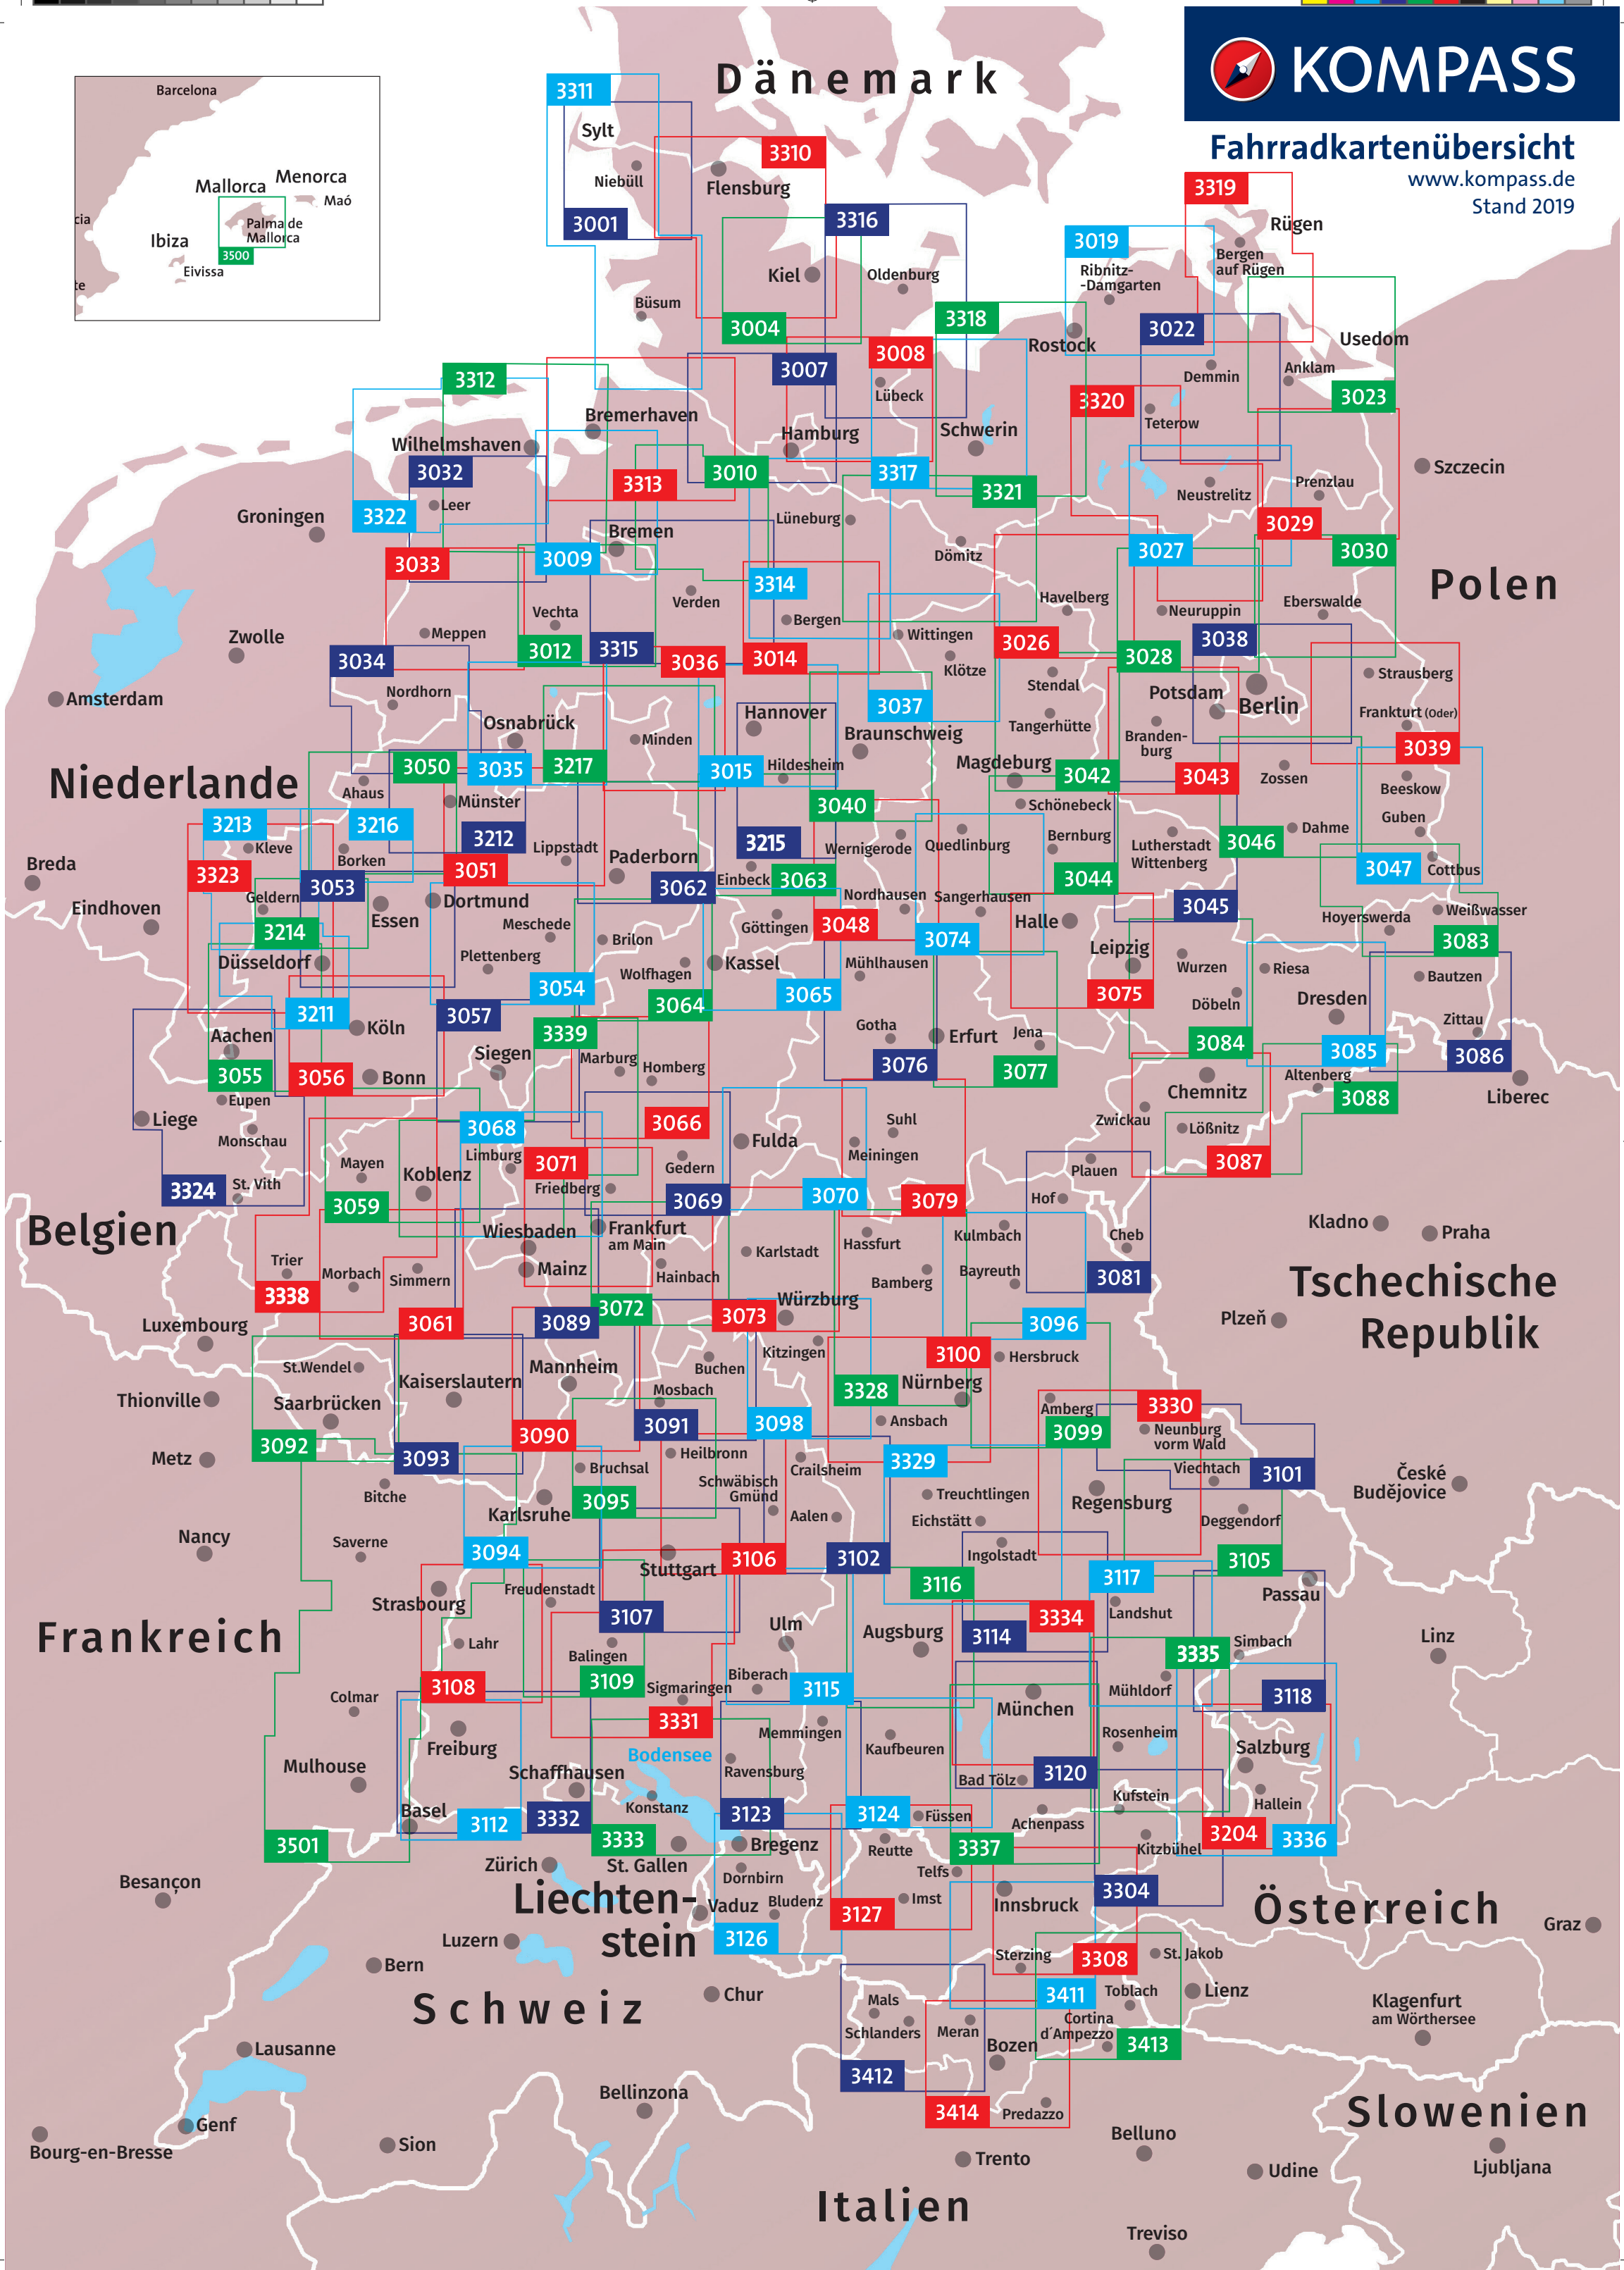 KOMPASS
Fahrradkartenübersicht
www.kompass.de
Stand 2019
Barcelona
Menorca
Mallorca
Maó
cia
Palma de
Mallorca
Ibiza
3500
Eivissa
te
Dänemark
3311
Sylt
3310
Niebüll
Flensburg
3319
3001
3316
Rügen
3019
Bergen
auf Rügen
Kiel
Oldenburg
Ribnitz-
-Damgarten
Büsum
3004
3318
3022
Rostock
Usedom
3008
3007
3312
Demmin
Anklam
Lübeck
3023
3320
Bremerhaven
Teterow
Wilhelmshaven
Hamburg
Schwerin
3032
3010
3317
Szczecin
3313
3321
Neustrelitz
Prenzlau
Leer
3322
Groningen
Lüneburg
3029
Bremen
3033
3009
Dömitz
3027
3030
3314
Polen
Verden
Havelberg
Vechta
Bergen
Neuruppin
Eberswalde
Zwolle
Meppen
Wittingen
3026
3038
3012
3315
3034
3036
3014
3028
Klötze
Strausberg
Amsterdam
Nordhorn
Stendal
Potsdam
3037
Berlin
Osnabrück
Hannover
Tangerhütte
Frankturt (Oder)
Minden
Braunschweig
Branden-
burg
3039
3050
3035
3217
3015
Hildesheim
Magdeburg
3042
3043
Zossen
Niederlande
Ahaus
Münster
3040
Schönebeck
Beeskow
3213
3216
3212
3215
Guben
Kleve
Lippstadt
Wernigerode
Quedlinburg
Bernburg
Lutherstadt
Wittenberg
3046
Dahme
Breda
Borken
Paderborn
3323
3051
3053
3062
Einbeck
3063
3044
3047
Cottbus
Geldern
Dortmund
Nordhausen
Sangerhausen
3045
Eindhoven
Essen
Meschede
Göttingen
3048
Halle
Hoyerswerda
Weißwasser
3214
Brilon
3074
Leipzig
3083
Düsseldorf
Plettenberg
Wolfhagen
Kassel
Mühlhausen
Wurzen
Riesa
Bautzen
3054
3064
3065
3075
Döbeln
Dresden
3211
3057
Köln
Gotha
Erfurt
Jena
Zittau
Aachen
3339
3084
3085
3086
Siegen
Marburg
Homberg
3076
3077
3055
3056
Bonn
Chemnitz
Altenberg
Liberec
Eupen
3088
Liege
3068
3066
Suhl
Zwickau
Lößnitz
Monschau
Fulda
Meiningen
Mayen
Limburg
3071
Gedern
Plauen
3087
Koblenz
Friedberg
3324
St. Vith
3069
3070
3079
Hof
3059
Belgien
Wiesbaden
Frankfurt
am Main
Kladno
Praha
Karlstadt
Hassfurt
Kulmbach
Cheb
Trier
Morbach
Simmern
Mainz
Hainbach
Bamberg
Bayreuth
3081
Tschechische
Republik
3338
Würzburg
3061
3089
3072
3073
3096
Plzeň
Luxembourg
Kitzingen
3100
Hersbruck
St.Wendel
Mannheim
Buchen
Kaiserslautern
Mosbach
3328
Nürnberg
Thionville
Saarbrücken
3091
3098
Ansbach
Amberg
3330
3092
3090
3099
Neunburg
vorm Wald
Metz
3093
Heilbronn
Crailsheim
3329
Viechtach
3101
České
Budějovice
Bruchsal
Schwäbisch
Gmünd
Treuchtlingen
Regensburg
Bitche
3095
Karlsruhe
Aalen
Eichstätt
Deggendorf
Nancy
Saverne
3094
Stuttgart
3106
3102
Ingolstadt
3105
Freudenstadt
3116
3117
Passau
Strasbourg
3107
Landshut
3334
Frankreich
Ulm
Augsburg
3114
Linz
Lahr
Balingen
3335
Simbach
3108
3109
Sigmaringen
Biberach
3115
Mühldorf
3118
Colmar
3331
München
Memmingen
Freiburg
Bodensee
Kaufbeuren
Rosenheim
Salzburg
Mulhouse
Schaffhausen
Ravensburg
Bad Tölz
3120
Konstanz
Kufstein
Hallein
Basel
3112
3332
3123
3124
Füssen
Achenpass
3204
3336
3501
3333
Bregenz
Reutte
3337
Kitzbühel
Zürich
St. Gallen
Telfs
Besançon
Dornbirn
3304
Liechten-
stein
Vaduz
Bludenz
Imst
Innsbruck
Österreich
3127
Graz
Luzern
3126
Sterzing
3308
St. Jakob
Bern
Chur
3411
Toblach
Lienz
Schweiz
Mals
Schlanders
Meran
Cortina
d´Ampezzo
Klagenfurt
am Wörthersee
Bozen
3413
Lausanne
3412
Bellinzona
3414
Predazzo
Slowenien
Genf
Belluno
Bourg-en-Bresse
Sion
Trento
Udine
Ljubljana
Italien
Treviso